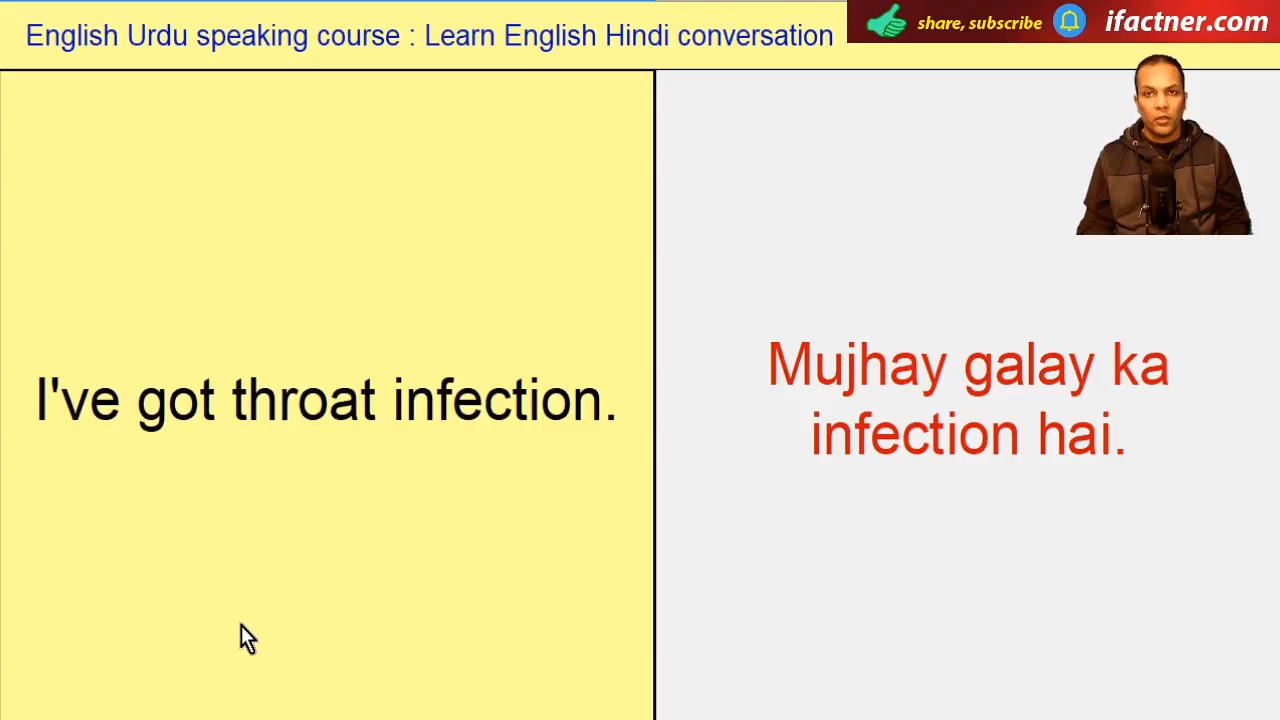 English Urdu speaking course : Learn English Hindi conversation
share, subscribe
ifactner.com
I've got throat infection.
Mujhay galay ka
infection hai.